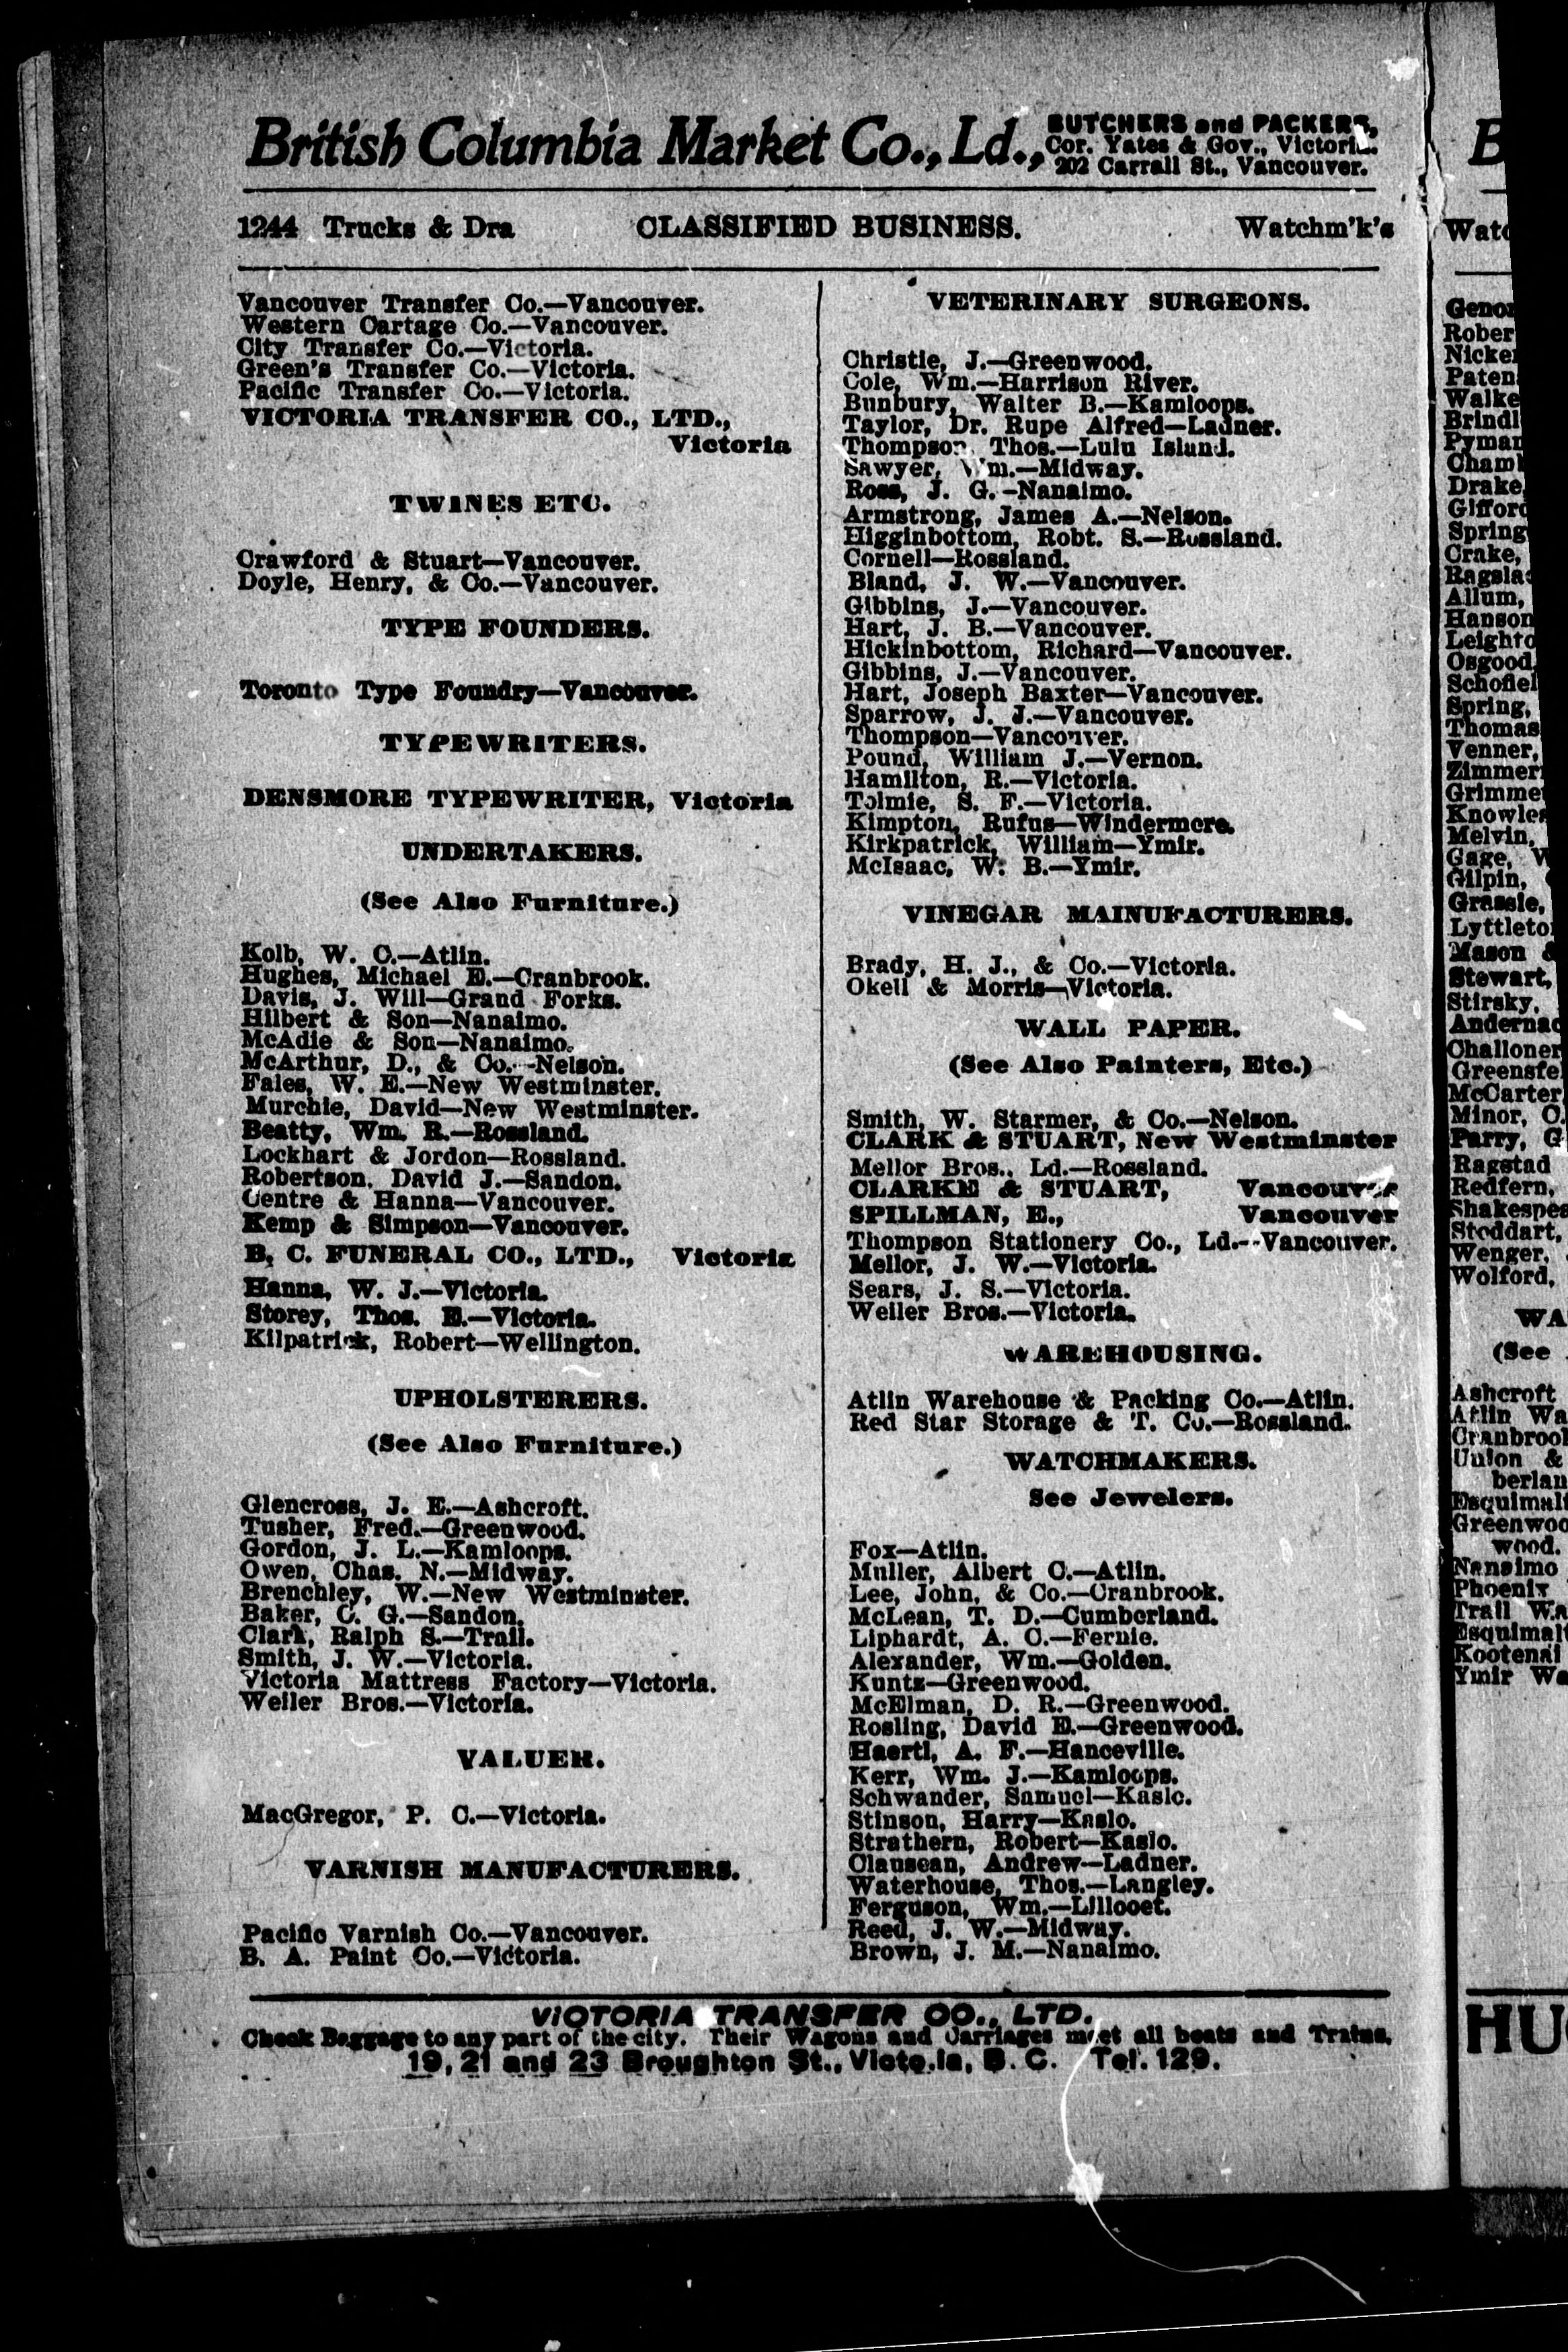 British Columbia Market Co., Ld.,
BUTCHERS and PACKERS,
Cor. Yates & Gov., Victoria.
202 Carrall St., Vancouver.
1244 Trucks & Dra CLASSIFIED BUSINESS. Watchm'k's
Vancouver Transfer Co.—Vancouver.
Western Cartage Co.—Vancouver.
City Transfer Co.—Victoria.
Green's Transfer Co.—Victoria.
Pacific Transfer Co.—Victoria.
VICTORIA TRANSFER CO., LTD.,
Victoria
TWINES ETC.
Crawford & Stuart—Vancouver.
Doyle, Henry, & Co.—Vancouver.
TYPE FOUNDERS.
Toronto Type Foundry—Vancouver.
TYPEWRITERS.
DENSMORE TYPEWRITER, Victoria
UNDERTAKERS.
(See Also Furniture.)
Kolb, W. C.—Atlin.
Hughes, Michael E.—Cranbrook.
Davis, J. Will—Grand Forks.
Hilbert & Son—Nanaimo.
McAdie & Son—Nanaimo.
McArthur, D., & Co.—Nelson.
Fales, W. E.—New Westminster.
Murchie, David—New Westminster.
Beatty, Wm. R.—Rossland.
Lockhart & Jordon—Rossland.
Robertson, David J.—Sandon.
Centre & Hanna—Vancouver.
Kemp & Simpson—Vancouver.
B. C. FUNERAL CO., LTD., Victoria
Hanna, W. J.—Victoria.
Storey, Thos. E.—Victoria.
Kilpatrick, Robert—Wellington.
UPHOLSTERERS.
(See Also Furniture.)
Glencross, J. E.—Ashcroft.
Tusher, Fred.—Greenwood.
Gordon, J. L.—Kamloops.
Owen, Chas. N.—Midway.
Brenchley, W.—New Westminster.
Baker, C. G.—Sandon.
Clark, Ralph S.—Trail.
Smith, J. W.—Victoria.
Victoria Mattress Factory—Victoria.
Weiler Bros.—Victoria.
VALUER.
MacGregor, P. C.—Victoria.
VARNISH MANUFACTURERS.
Pacific Varnish Co.—Vancouver.
B. A. Paint Co.—Victoria.
VETERINARY SURGEONS.
Christie, J.—Greenwood.
Cole, Wm.—Harrison River.
Bunbury, Walter B.—Kamloops.
Taylor, Dr. Rupe Alfred—Ladner.
Thompson, Thos.—Lulu Island.
Sawyer, Wm.—Midway.
Ross, J. G.—Nanaimo.
Armstrong, James A.—Nelson.
Higginbottom, Robt. S.—Rossland.
Cornell—Rossland.
Bland, J. W.—Vancouver.
Gibbins, J.—Vancouver.
Hart, J. B.—Vancouver.
Hickinbottom, Richard—Vancouver.
Gibbins, J.—Vancouver.
Hart, Joseph Baxter—Vancouver.
Sparrow, J. J.—Vancouver.
Thompson—Vancouver.
Pound, William J.—Vernon.
Hamilton, R.—Victoria.
Tolmie, S. F.—Victoria.
Kimpton, Rufus—Windermere.
Kirkpatrick, William—Ymir.
McIsaac, W. B.—Ymir.
VINEGAR MAINUFACTURERS.
Brady, H. J., & Co.—Victoria.
Okell & Morris—Victoria.
WALL PAPER.
(See Also Painters, Etc.)
Smith, W. Starmer, & Co.—Nelson.
CLARK & STUART, New Westminster
Mellor Bros., Ld.—Rossland.
CLARKE & STUART, Vancouver
SPILLMAN, E., Vancouver
Thompson Stationery Co., Ld.—Vancouver.
Mellor, J. W.—Victoria.
Sears, J. S.—Victoria.
Weiler Bros.—Victoria.
WAREHOUSING.
Atlin Warehouse & Packing Co.—Atlin.
Red Star Storage & T. Co.—Rossland.
WATCHMAKERS.
See Jewelers.
Fox—Atlin.
Muller, Albert C.—Atlin.
Lee, John, & Co.—Cranbrook.
McLean, T. D.—Cumberland.
Liphardt, A. C.—Fernie.
Alexander, Wm.—Golden.
Kuntz—Greenwood.
McElman, D. R.—Greenwood.
Rosling, David E.—Greenwood.
Haertl, A. F.—Hanceville.
Kerr, Wm. J.—Kamloops.
Schwander, Samuel—Kaslo.
Stinson, Harry—Kaslo.
Strathern, Robert—Kaslo.
Clausean, Andrew—Ladner.
Waterhouse, Thos.—Langley.
Ferguson, Wm.—Lillooet.
Reed, J. W.—Midway.
Brown, J. M.—Nanaimo.
VICTORIA TRANSFER CO., LTD.
Check Baggage to any part of the city. Their Wagons and Carriages meet all boats and Trains.
19, 21 and 23 Broughton St., Victoria, B. C. Tel. 129.